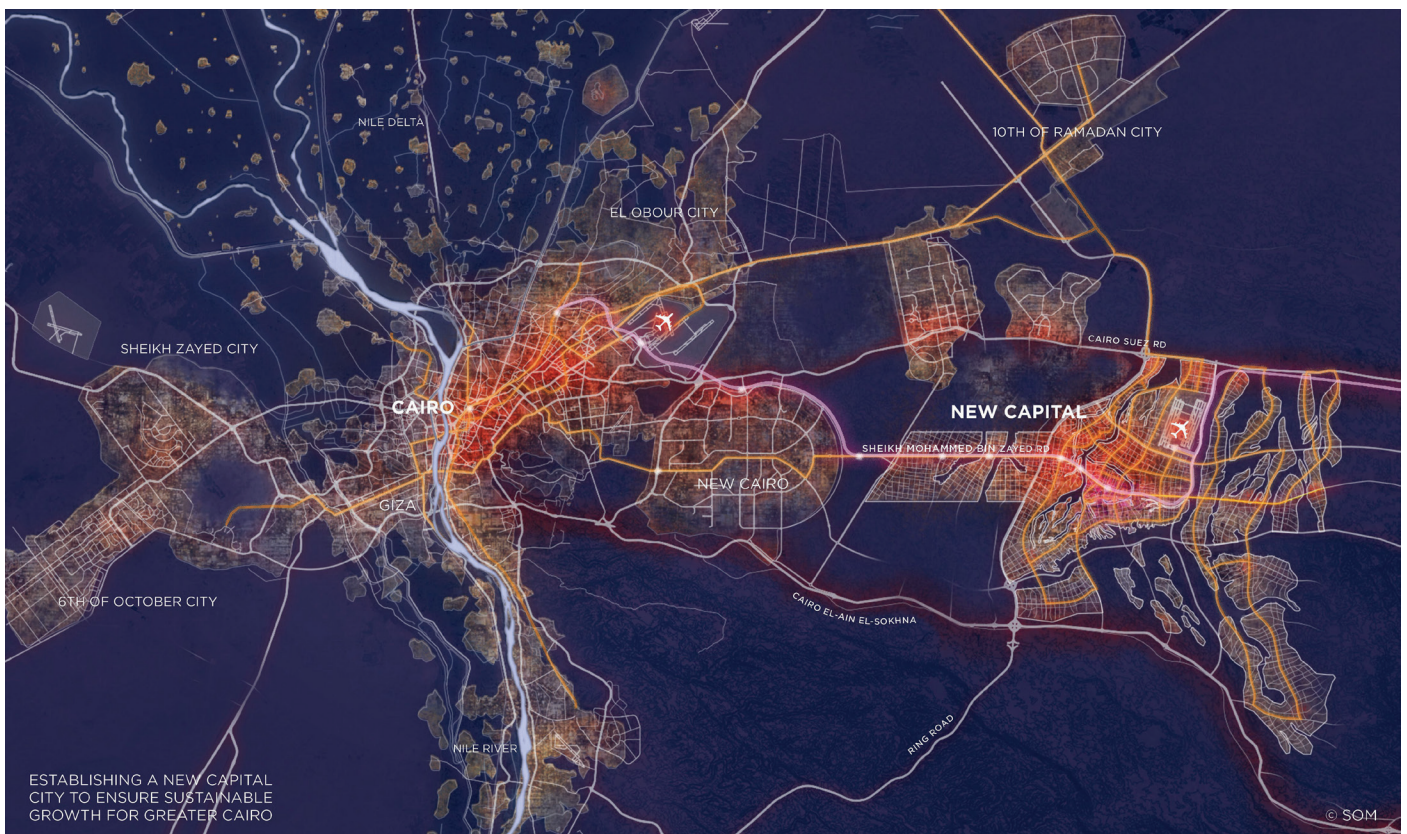 NILE DELTA
10TH OF RAMADAN CITY
EL OBOUR CITY
SHEIKH ZAYED CITY
CAIRO SUEZ RD
CAIRO
NEW CAPITAL
SHEIKH MOHAMMED BIN ZAYED RD
NEW CAIRO
GIZA
6TH OF OCTOBER CITY
CAIRO EL-AIN EL-SOKHNA
RING ROAD
NILE RIVER
ESTABLISHING A NEW CAPITAL
CITY TO ENSURE SUSTAINABLE
GROWTH FOR GREATER CAIRO
© SOM